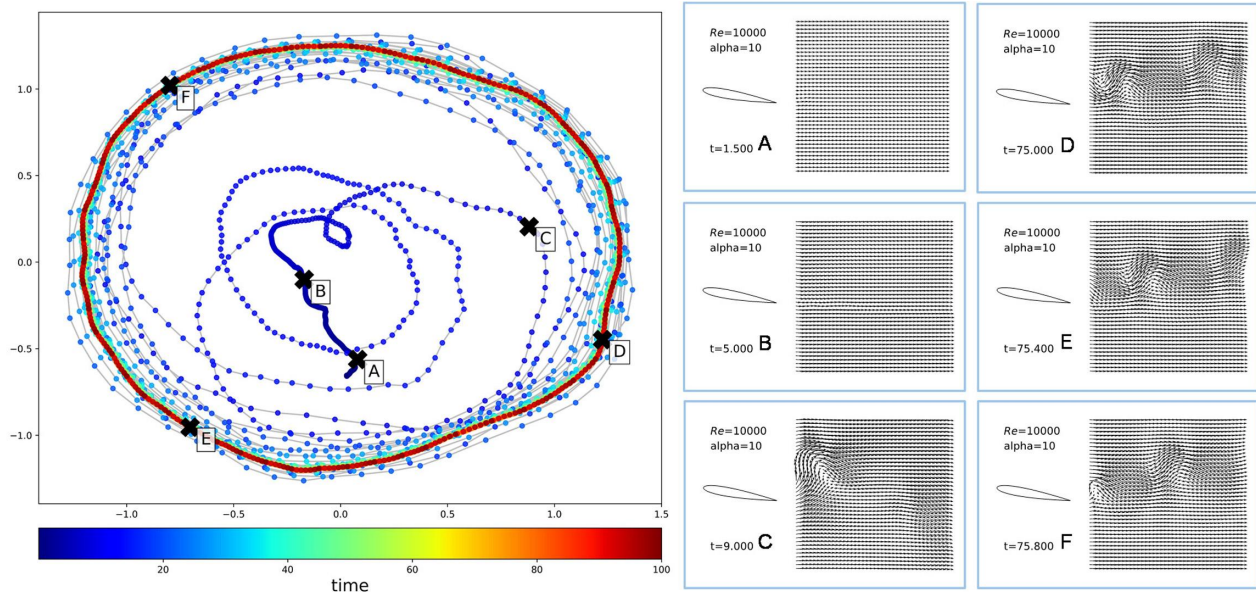 1.0
0.5
0.0
−0.5
−1.0
−1.0
−0.5
0.0
0.5
1.0
1.5
F
C
B
D
A
E
20
40
60
80
100
time
Re=10000
alpha=10
t=1.500 A
Re=10000
alpha=10
t=5.000 B
Re=10000
alpha=10
t=9.000 C
Re=10000
alpha=10
t=75.000 D
Re=10000
alpha=10
t=75.400 E
Re=10000
alpha=10
t=75.800 F